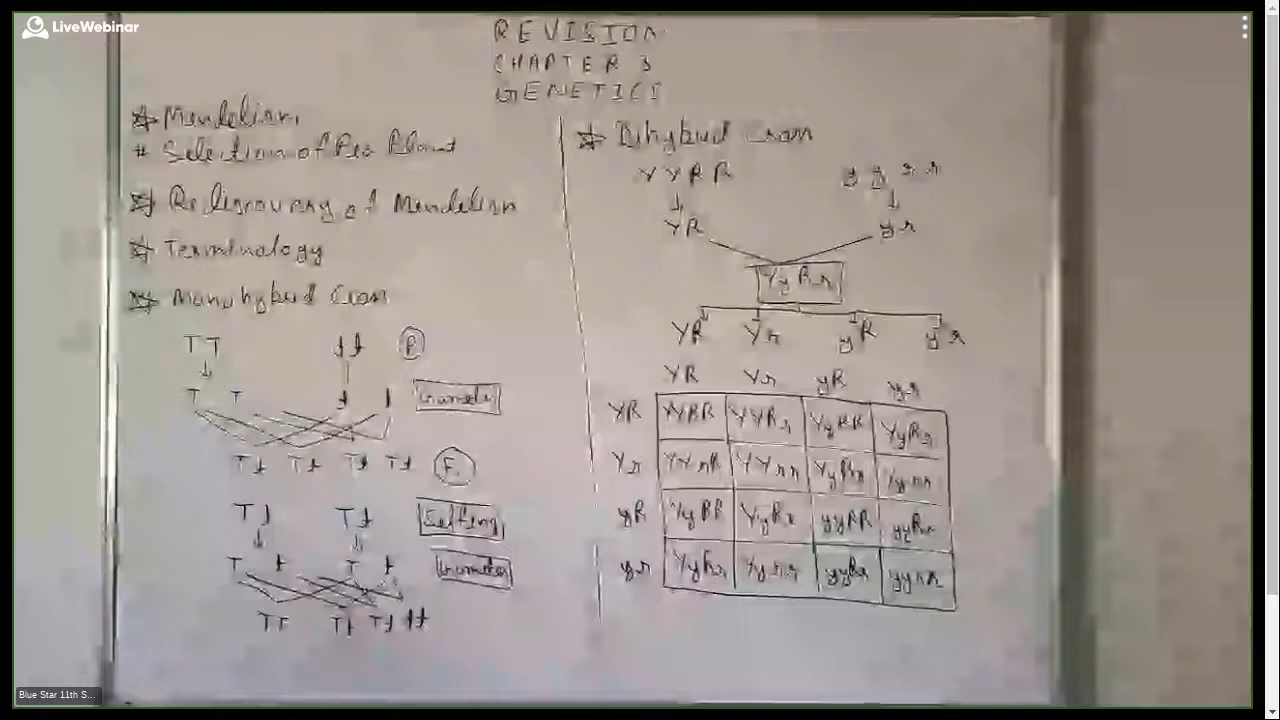 LiveWebinar
REVISION
CHAPTER 3
GENETICS
* Mendelism
# Selection of Pea Plant
* Rediscovery of Mendelism
* Terminology
* Monohybrid Cross
TT tt P.
T T t t Gametes
Tt Tt Tt Tt F.
Tt Tt Selfing
T t T t Gametes
TT Tt Tt tt
* Dihybrid Cross
YYRR yyrr
YR yr
YyRr
YR Yr yR yr
YR Yr yR yr
YR YYRR YYRr YyRR YyRr
Yr YYrR YYrr YyRr Yyrr
yR YyRR YyRr yyRR yyRr
yr YyRr Yyrr yyRr yyrr
Blue Star 11th S...